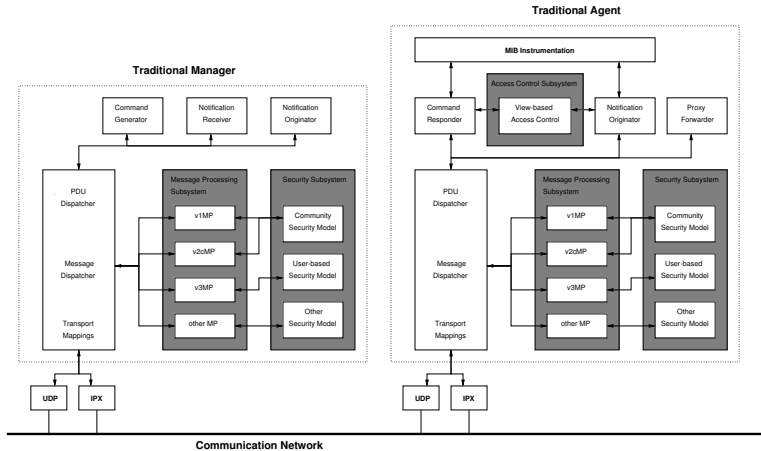 Traditional Agent
MIB Instrumentation
Traditional Manager
Access Control Subsystem
Command
Generator
Notification
Receiver
Notification
Originator
Command
Responder
View-based
Access Control
Notification
Originator
Proxy
Forwarder
PDU
Dispatcher
Message
Dispatcher
Transport
Mappings
Message Processing
Subsystem
v1MP
v2cMP
v3MP
other MP
Security Subsystem
Community
Security Model
User-based
Security Model
Other
Security Model
PDU
Dispatcher
Message
Dispatcher
Transport
Mappings
Message Processing
Subsystem
v1MP
v2cMP
v3MP
other MP
Security Subsystem
Community
Security Model
User-based
Security Model
Other
Security Model
UDP
IPX
UDP
IPX
Communication Network